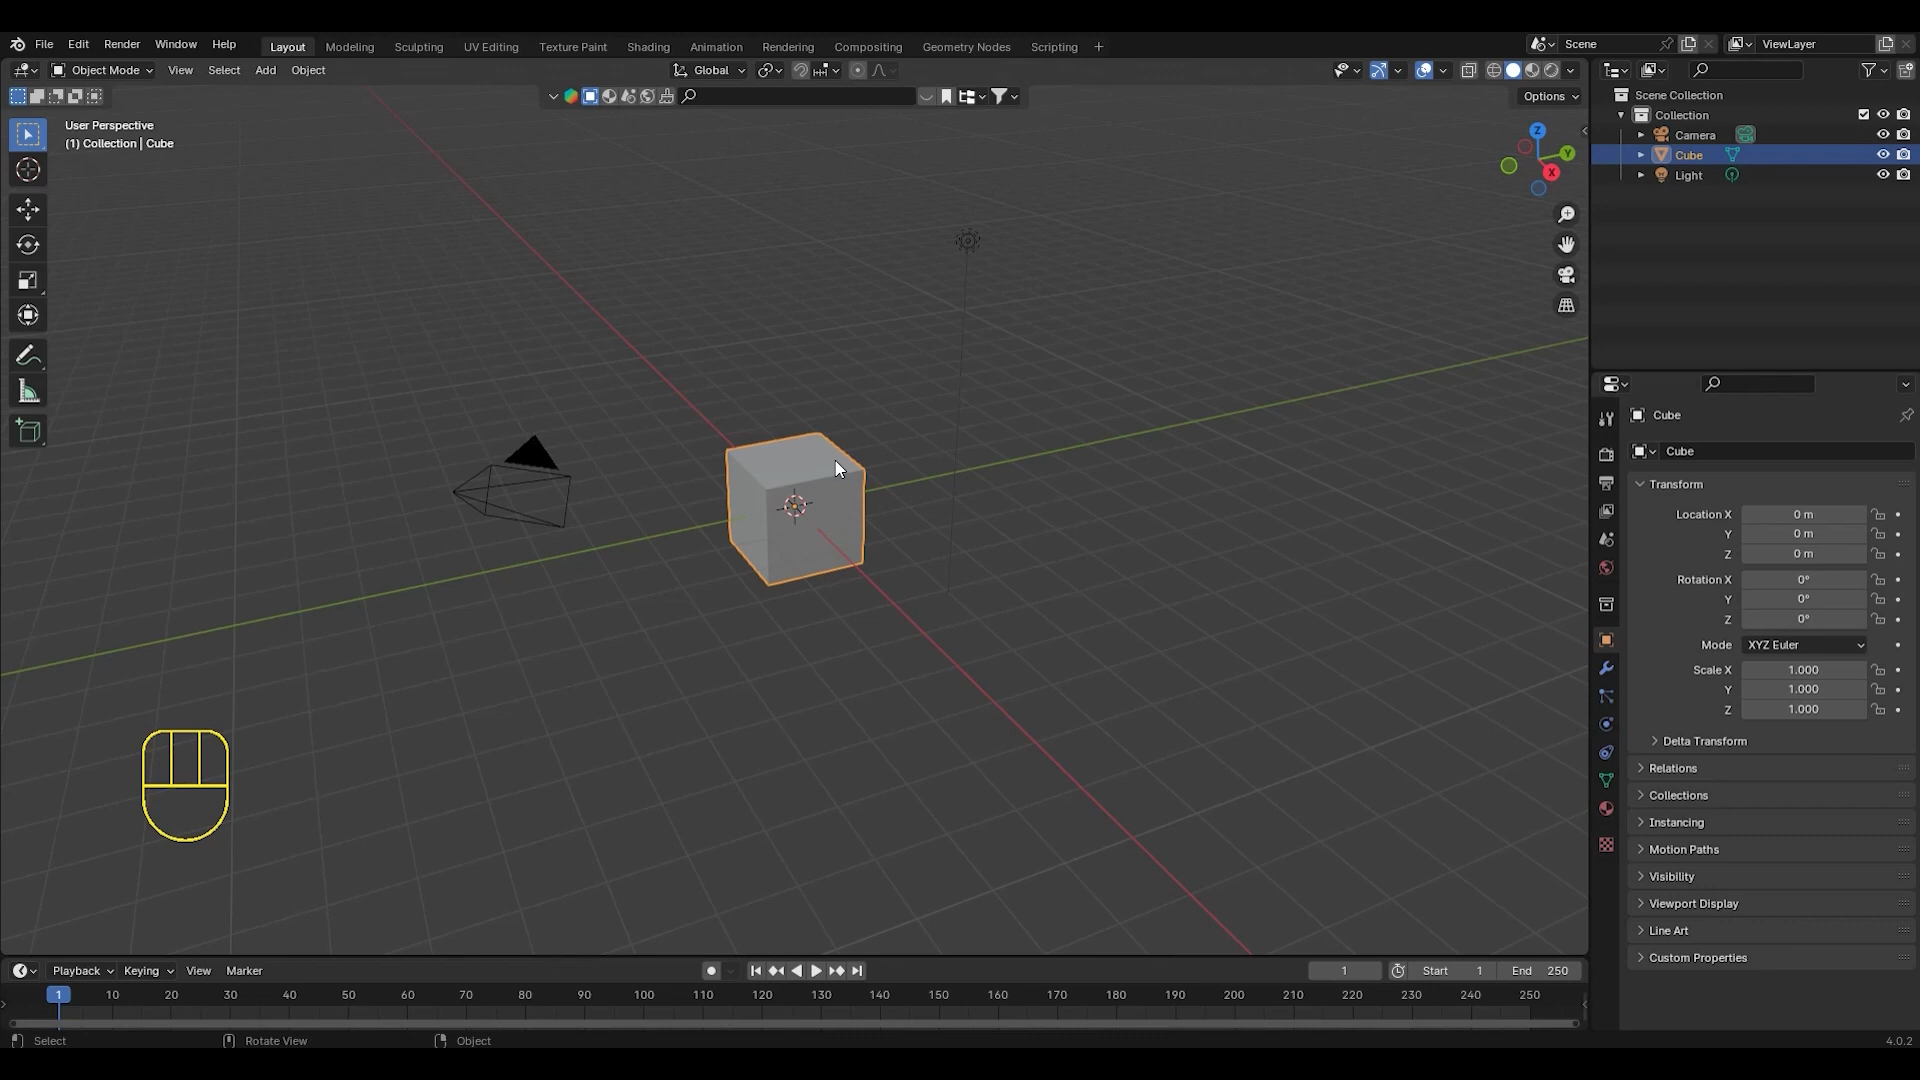 File Edit Render Window Help Layout Modeling Sculpting UV Editing Texture Paint Shading Animation Rendering Compositing Geometry Nodes Scripting + Scene ViewLayer
Object Mode View Select Add Object Global
Options
User Perspective
(1) Collection | Cube
Z
Y
X
Scene Collection
Collection
Camera
Cube
Light
Cube
Cube
Transform
Location X 0 m
Y 0 m
Z 0 m
Rotation X 0°
Y 0°
Z 0°
Mode XYZ Euler
Scale X 1.000
Y 1.000
Z 1.000
Delta Transform
Relations
Collections
Instancing
Motion Paths
Visibility
Viewport Display
Line Art
Custom Properties
Playback Keying View Marker 1 Start 1 End 250
1 10 20 30 40 50 60 70 80 90 100 110 120 130 140 150 160 170 180 190 200 210 220 230 240 250
Select Rotate View Object 4.0.2